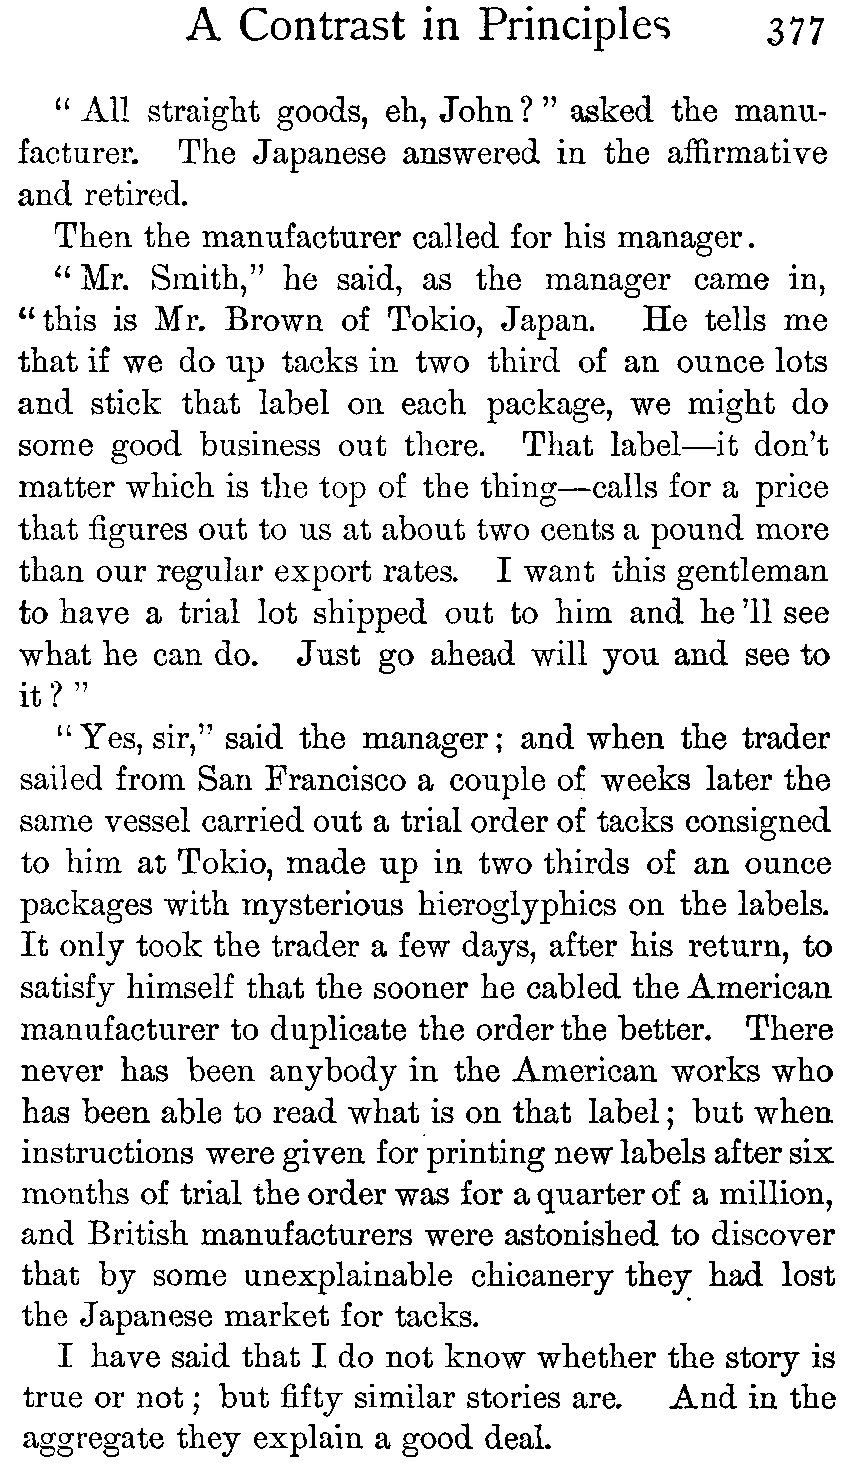 A Contrast in Principles 377
“ All straight goods, eh, John? ” asked the manu-
facturer. The Japanese answered in the affirmative
and retired.
Then the manufacturer called for his manager.
“ Mr. Smith,” he said, as the manager came in,
“ this is Mr. Brown of Tokio, Japan. He tells me
that if we do up tacks in two third of an ounce lots
and stick that label on each package, we might do
some good business out there. That label—it don’t
matter which is the top of the thing—calls for a price
that figures out to us at about two cents a pound more
than our regular export rates. I want this gentleman
to have a trial lot shipped out to him and he ’ll see
what he can do. Just go ahead will you and see to
it? ”
“ Yes, sir,” said the manager; and when the trader
sailed from San Francisco a couple of weeks later the
same vessel carried out a trial order of tacks consigned
to him at Tokio, made up in two thirds of an ounce
packages with mysterious hieroglyphics on the labels.
It only took the trader a few days, after his return, to
satisfy himself that the sooner he cabled the American
manufacturer to duplicate the order the better. There
never has been anybody in the American works who
has been able to read what is on that label; but when
instructions were given for printing new labels after six
months of trial the order was for a quarter of a million,
and British manufacturers were astonished to discover
that by some unexplainable chicanery they had lost
the Japanese market for tacks.
I have said that I do not know whether the story is
true or not; but fifty similar stories are. And in the
aggregate they explain a good deal.